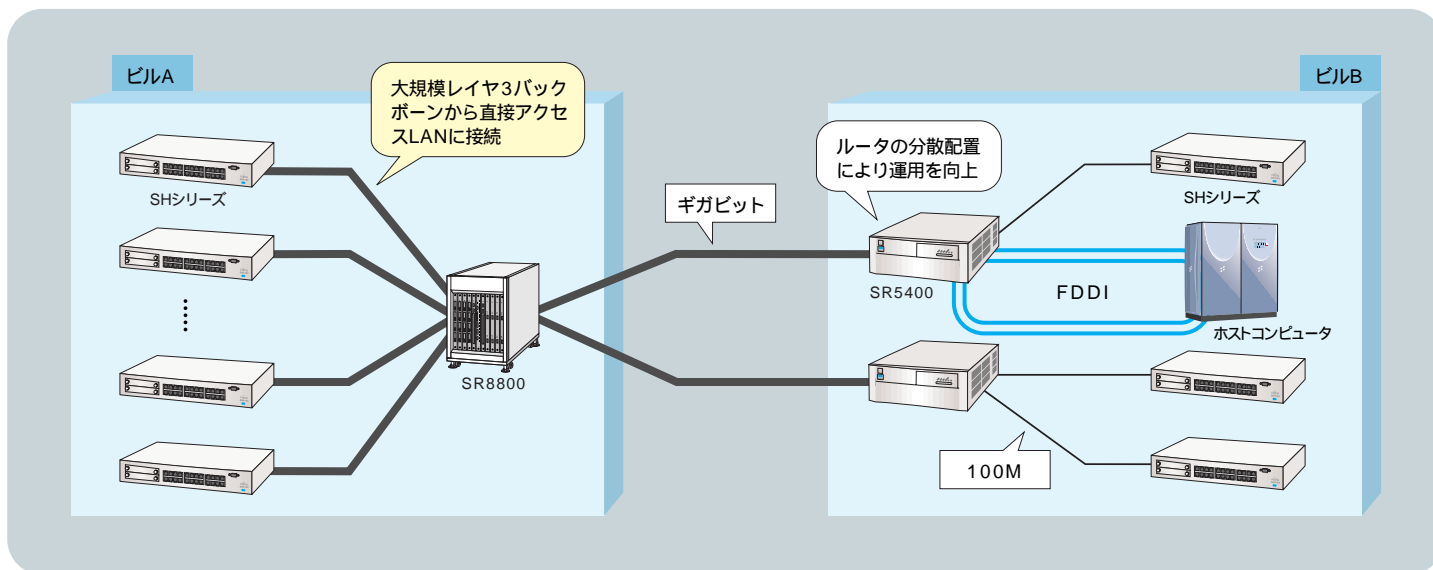 ビルA
大規模レイヤ3バック
ボーンから直接アクセ
スLANに接続
SHシリーズ
SR8800
ギガビット
ビルB
ルータの分散配置
により運用を向上
SHシリーズ
SR5400
FDDI
ホストコンピュータ
100M